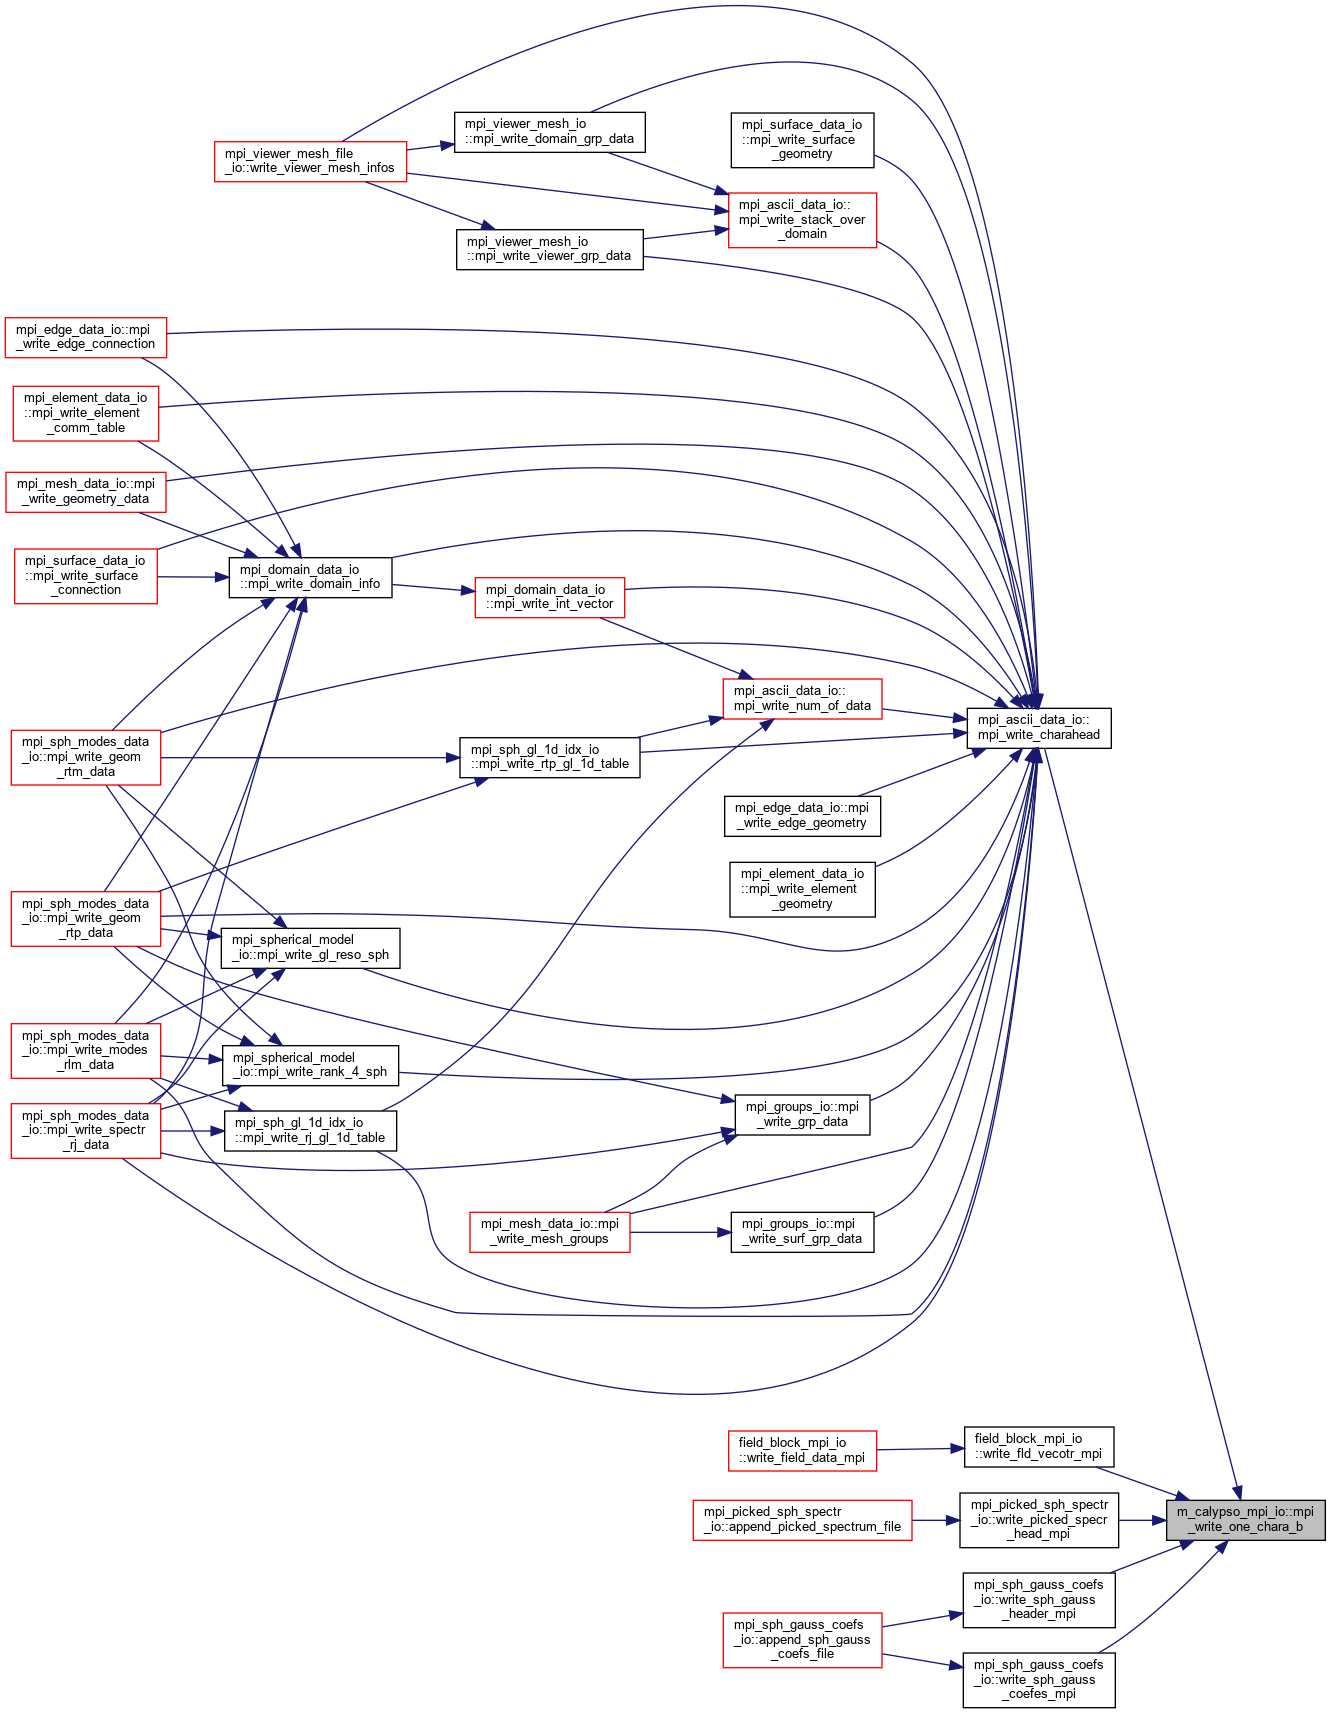 mpi_viewer_mesh_io
::mpi_write_domain_grp_data
mpi_surface_data_io
::mpi_write_surface
_geometry
mpi_viewer_mesh_file
_io::write_viewer_mesh_infos
mpi_ascii_data_io::
mpi_write_stack_over
_domain
mpi_viewer_mesh_io
::mpi_write_viewer_grp_data
mpi_edge_data_io::mpi
_write_edge_connection
mpi_element_data_io
::mpi_write_element
_comm_table
mpi_mesh_data_io::mpi
_write_geometry_data
mpi_surface_data_io
::mpi_write_surface
_connection
mpi_domain_data_io
::mpi_write_domain_info
mpi_domain_data_io
::mpi_write_int_vector
mpi_ascii_data_io::
mpi_write_num_of_data
mpi_ascii_data_io::
mpi_write_charahead
mpi_sph_modes_data
_io::mpi_write_geom
_rtm_data
mpi_sph_gl_1d_idx_io
::mpi_write_rtp_gl_1d_table
mpi_edge_data_io::mpi
_write_edge_geometry
mpi_element_data_io
::mpi_write_element
_geometry
mpi_sph_modes_data
_io::mpi_write_geom
_rtp_data
mpi_spherical_model
_io::mpi_write_gl_reso_sph
mpi_sph_modes_data
_io::mpi_write_modes
_rlm_data
mpi_spherical_model
_io::mpi_write_rank_4_sph
mpi_sph_modes_data
_io::mpi_write_spectr
_rj_data
mpi_sph_gl_1d_idx_io
::mpi_write_rj_gl_1d_table
mpi_groups_io::mpi
_write_grp_data
mpi_mesh_data_io::mpi
_write_mesh_groups
mpi_groups_io::mpi
_write_surf_grp_data
field_block_mpi_io
::write_field_data_mpi
field_block_mpi_io
::write_fld_vecotr_mpi
mpi_picked_sph_spectr
_io::append_picked_spectrum_file
mpi_picked_sph_spectr
_io::write_picked_specr
_head_mpi
m_calypso_mpi_io::mpi
_write_one_chara_b
mpi_sph_gauss_coefs
_io::write_sph_gauss
_header_mpi
mpi_sph_gauss_coefs
_io::append_sph_gauss
_coefs_file
mpi_sph_gauss_coefs
_io::write_sph_gauss
_coefes_mpi